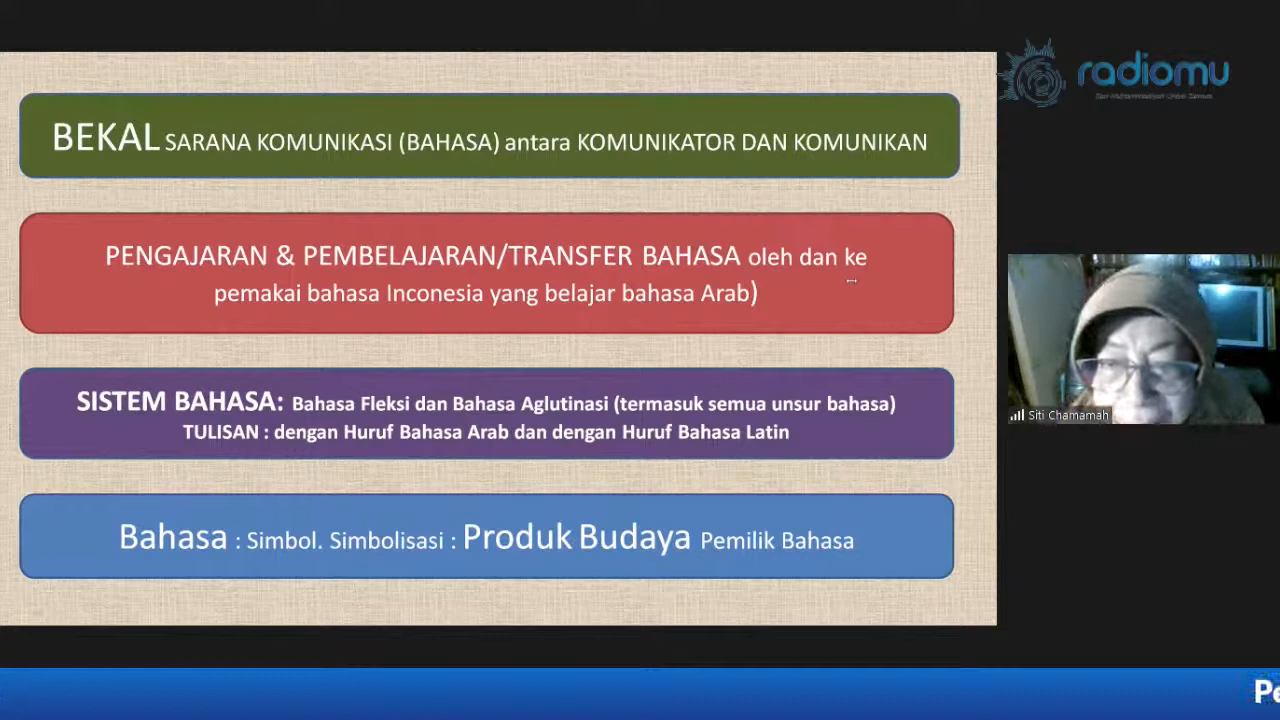 radiomu
BEKAL SARANA KOMUNIKASI (BAHASA) antara KOMUNIKATOR DAN KOMUNIKAN
PENGAJARAN & PEMBELAJARAN/TRANSFER BAHASA oleh dan ke
pemakai bahasa Inconesia yang belajar bahasa Arab)
SISTEM BAHASA: Bahasa Fleksi dan Bahasa Aglutinasi (termasuk semua unsur bahasa)
TULISAN : dengan Huruf Bahasa Arab dan dengan Huruf Bahasa Latin
Bahasa : Simbol. Simbolisasi : Produk Budaya Pemilik Bahasa
Siti Chamamah